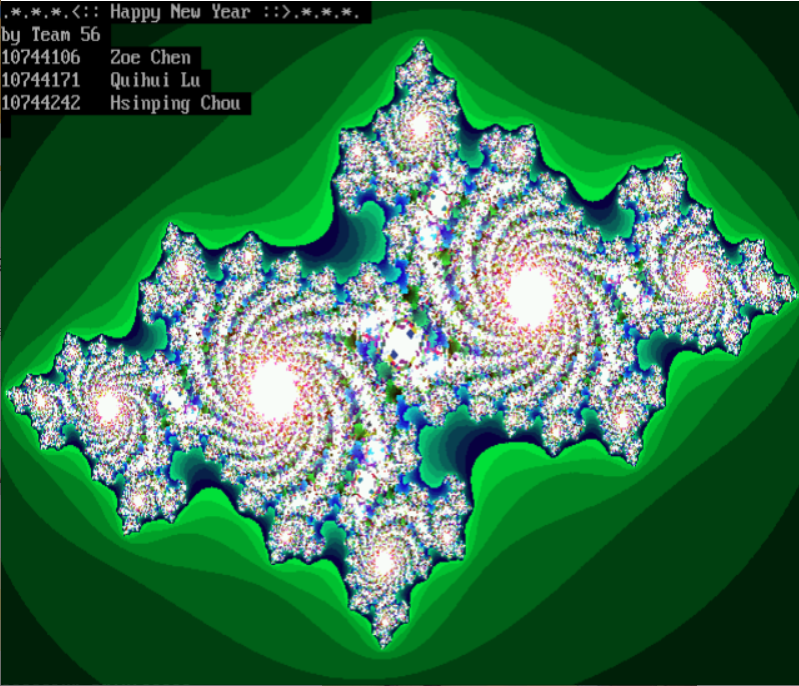 .*.*.*.<:: Happy New Year ::>.*.*.*.
by Team 56
10744106   Zoe Chen
10744171   Quihui Lu
10744242   Hsinping Chou